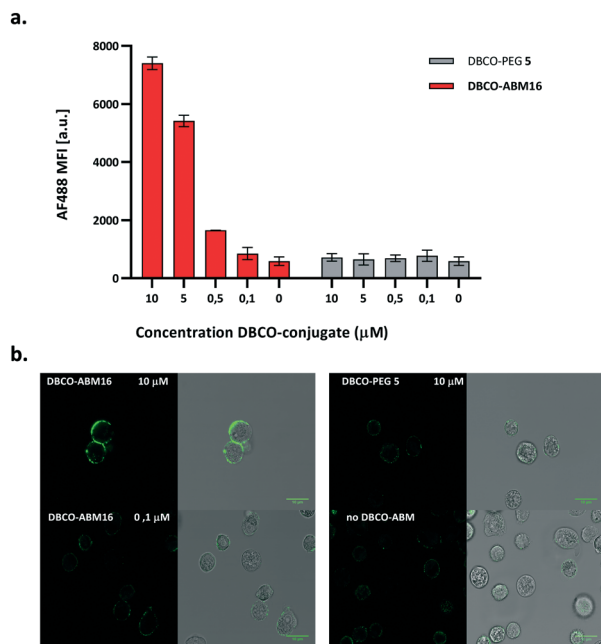 a.
8000
6000
4000
2000
0
AF488 MFI [a.u.]
DBCO-PEG 5
DBCO-ABM16
10 5 0,5 0,1 0 10 5 0,5 0,1 0
Concentration DBCO-conjugate (μM)
b.
DBCO-ABM16 10 μM
DBCO-PEG 5 10 μM
DBCO-ABM16 0 ,1 μM
no DBCO-ABM